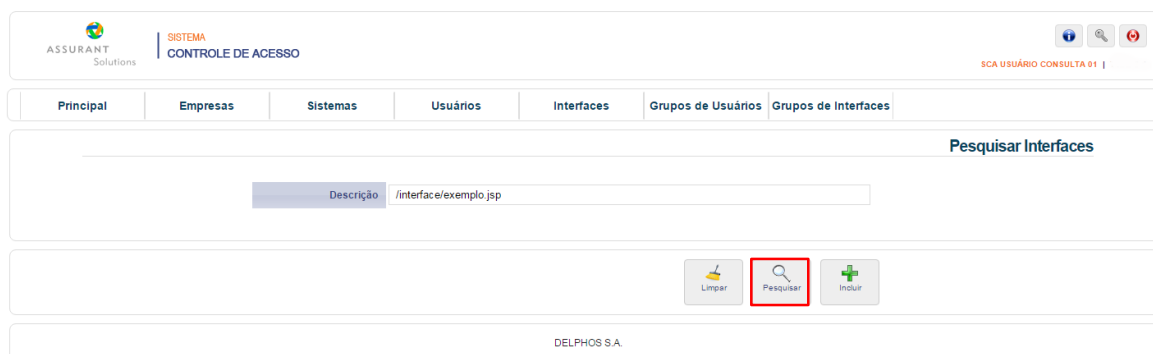 ASSURANT
Solutions
SISTEMA
CONTROLE DE ACESSO
SCA USUÁRIO CONSULTA 01 |
Principal Empresas Sistemas Usuários Interfaces Grupos de Usuários Grupos de Interfaces
Pesquisar Interfaces
Descrição /interface/exemplo.jsp
Limpar Pesquisar Incluir
DELPHOS S.A.